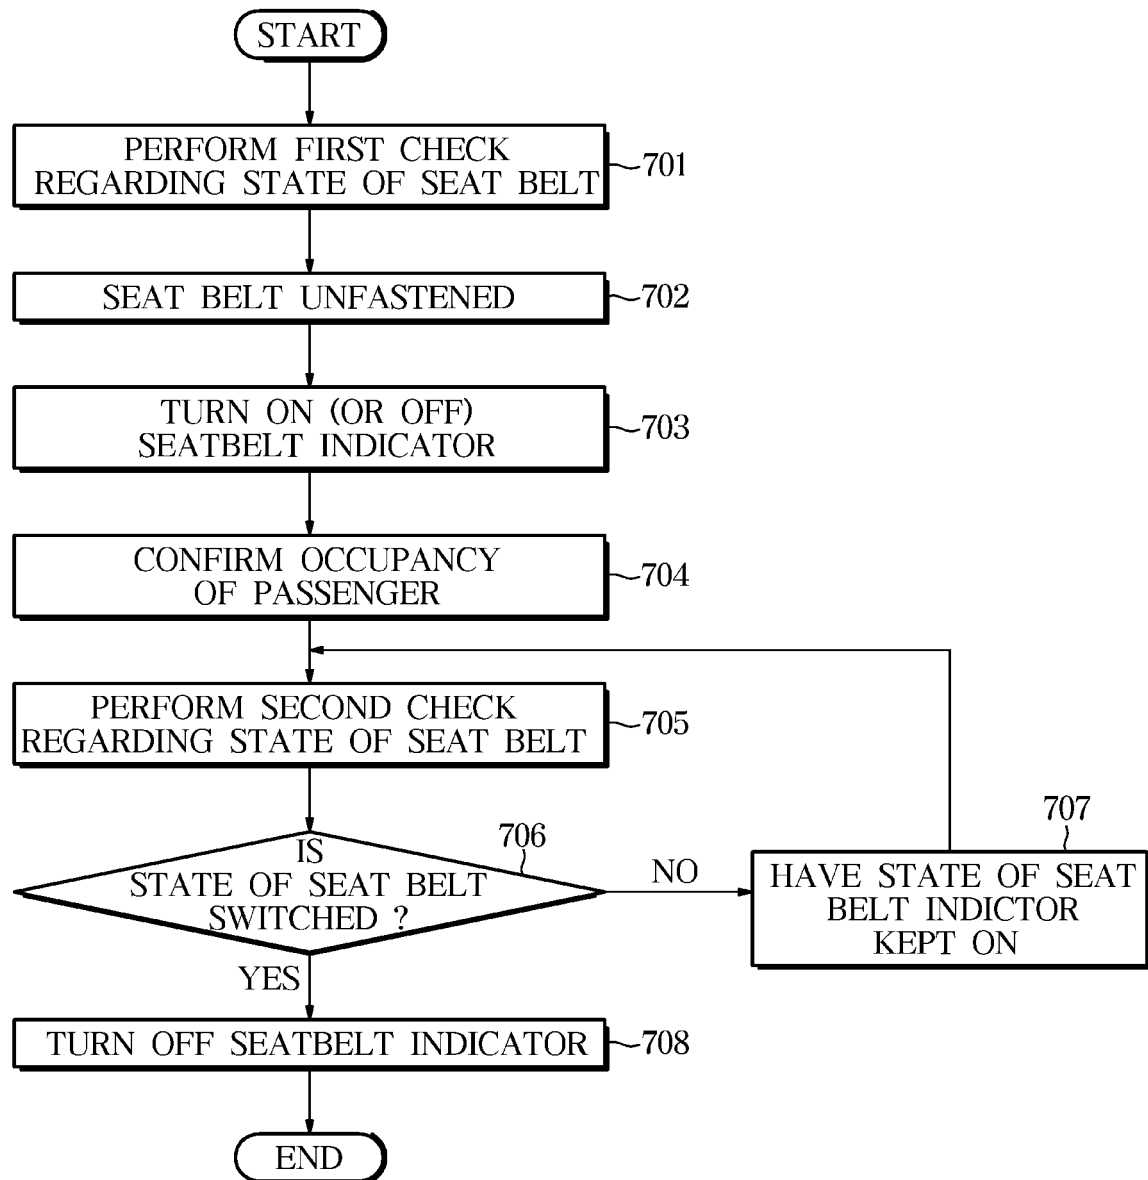 START
PERFORM FIRST CHECK
REGARDING STATE OF SEAT BELT
701
SEAT BELT UNFASTENED
702
TURN ON (OR OFF)
SEATBELT INDICATOR
703
CONFIRM OCCUPANCY
OF PASSENGER
704
PERFORM SECOND CHECK
REGARDING STATE OF SEAT BELT
705
IS
STATE OF SEAT BELT
SWITCHED ?
706
NO
707
HAVE STATE OF SEAT
BELT INDICTOR
KEPT ON
YES
TURN OFF SEATBELT INDICATOR
708
END